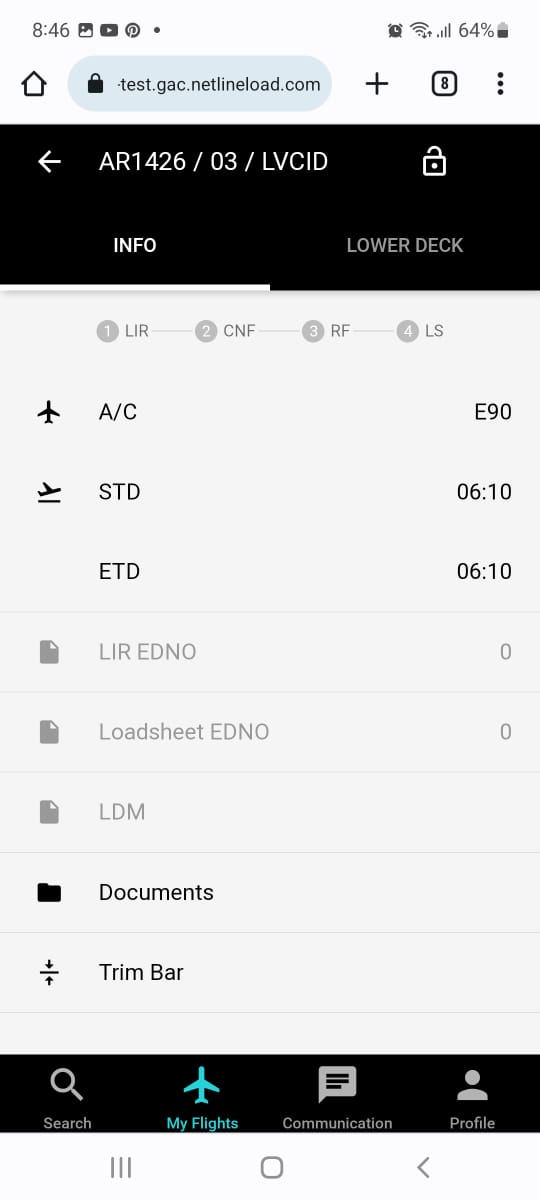 8:46
64%
-test.gac.netlineload.com
8
AR1426 / 03 / LVCID
INFO LOWER DECK
1 LIR 2 CNF 3 RF 4 LS
A/C E90
STD 06:10
ETD 06:10
LIR EDNO 0
Loadsheet EDNO 0
LDM
Documents
Trim Bar
Search My Flights Communication Profile